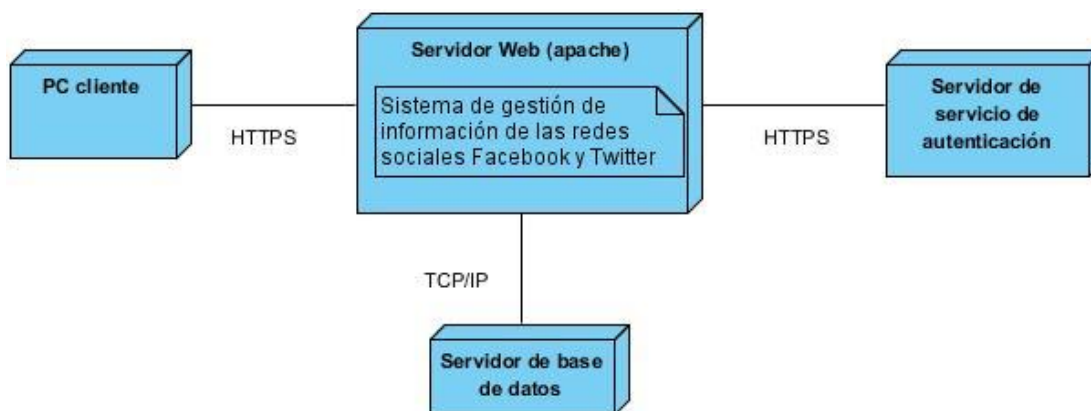 Servidor Web (apache)
Sistema de gestión de
información de las redes
sociales Facebook y Twitter
PC cliente
HTTPS
HTTPS
Servidor de
servicio de
autenticación
TCP/IP
Servidor de base
de datos